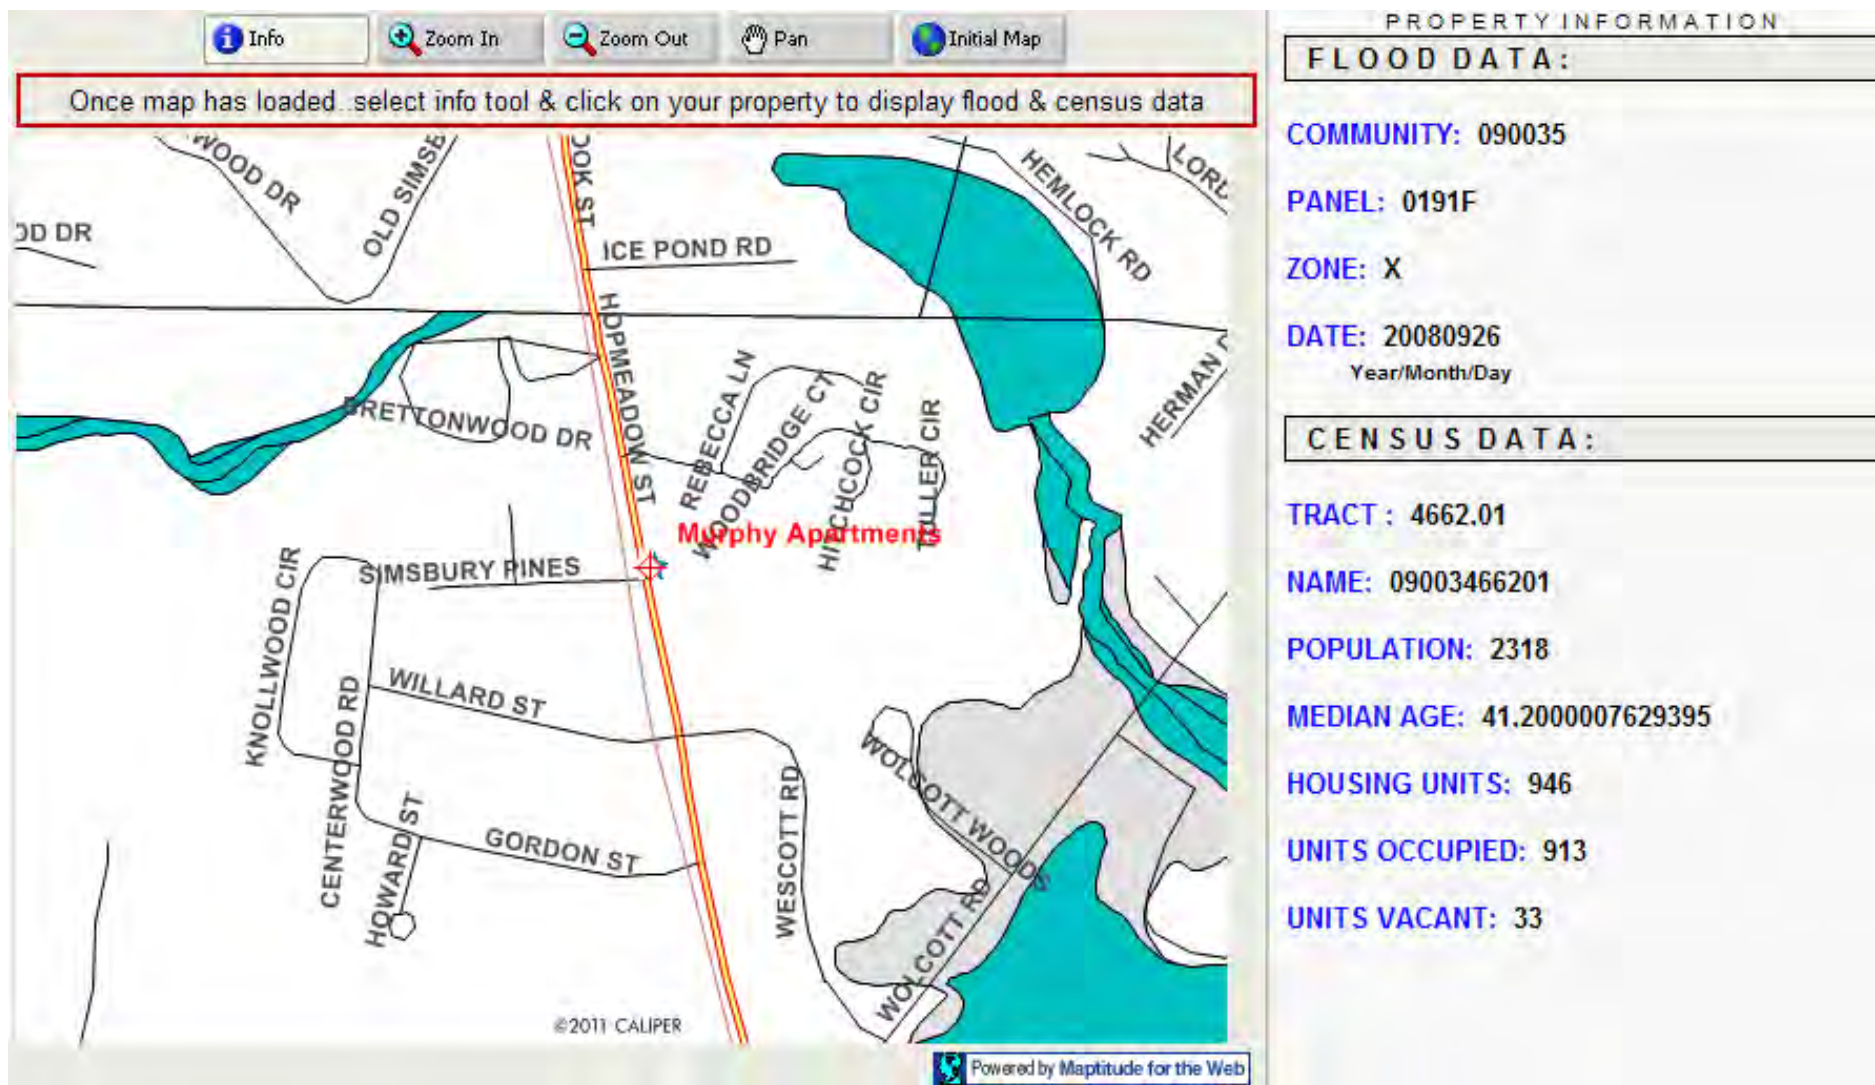 Info
Zoom In
Zoom Out
Pan
Initial Map
Once map has loaded..select info tool & click on your property to display flood & census data
WOOD DR
OLD SIMSB
OOK ST
HEMLOCK RD
LORD
OD DR
ICE POND RD
HOPMEADOW ST
REBECCA LN
WOODBRIDGE CT
HITCHCOCK CIR
TULLER CIR
HERMAN
BRETTONWOOD DR
Murphy Apartments
SIMSBURY PINES
KNOLLWOOD CIR
WILLARD ST
CENTERWOOD RD
HOWARD ST
GORDON ST
WESCOTT RD
WOLCOTT WOODS
WOLCOTT RD
©2011 CALIPER
Powered by Maptitude for the Web
PROPERTY INFORMATION
FLOOD DATA:
COMMUNITY: 090035
PANEL: 0191F
ZONE: X
DATE: 20080926
Year/Month/Day
CENSUS DATA:
TRACT : 4662.01
NAME: 09003466201
POPULATION: 2318
MEDIAN AGE: 41.2000007629395
HOUSING UNITS: 946
UNITS OCCUPIED: 913
UNITS VACANT: 33